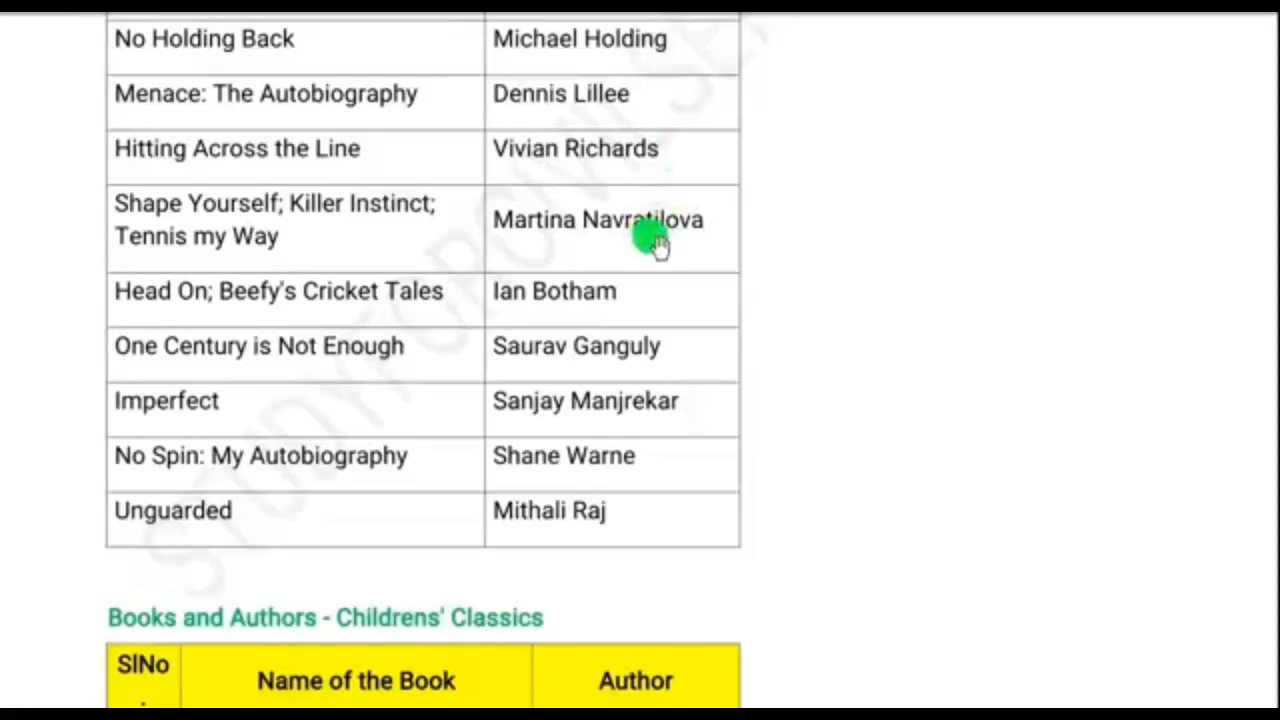 No Holding Back Michael Holding
Menace: The Autobiography Dennis Lillee
Hitting Across the Line Vivian Richards
Shape Yourself; Killer Instinct;
Tennis my Way Martina Navratilova
Head On; Beefy's Cricket Tales Ian Botham
One Century is Not Enough Saurav Ganguly
Imperfect Sanjay Manjrekar
No Spin: My Autobiography Shane Warne
Unguarded Mithali Raj
Books and Authors - Childrens' Classics
SlNo
. Name of the Book Author